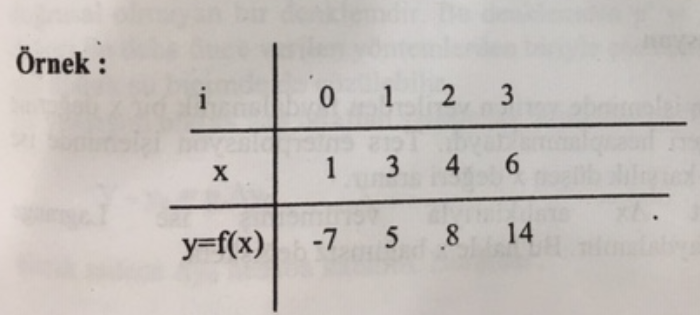 Örnek :
i 0 1 2 3
x 1 3 4 6
y=f(x) -7 5 8 14